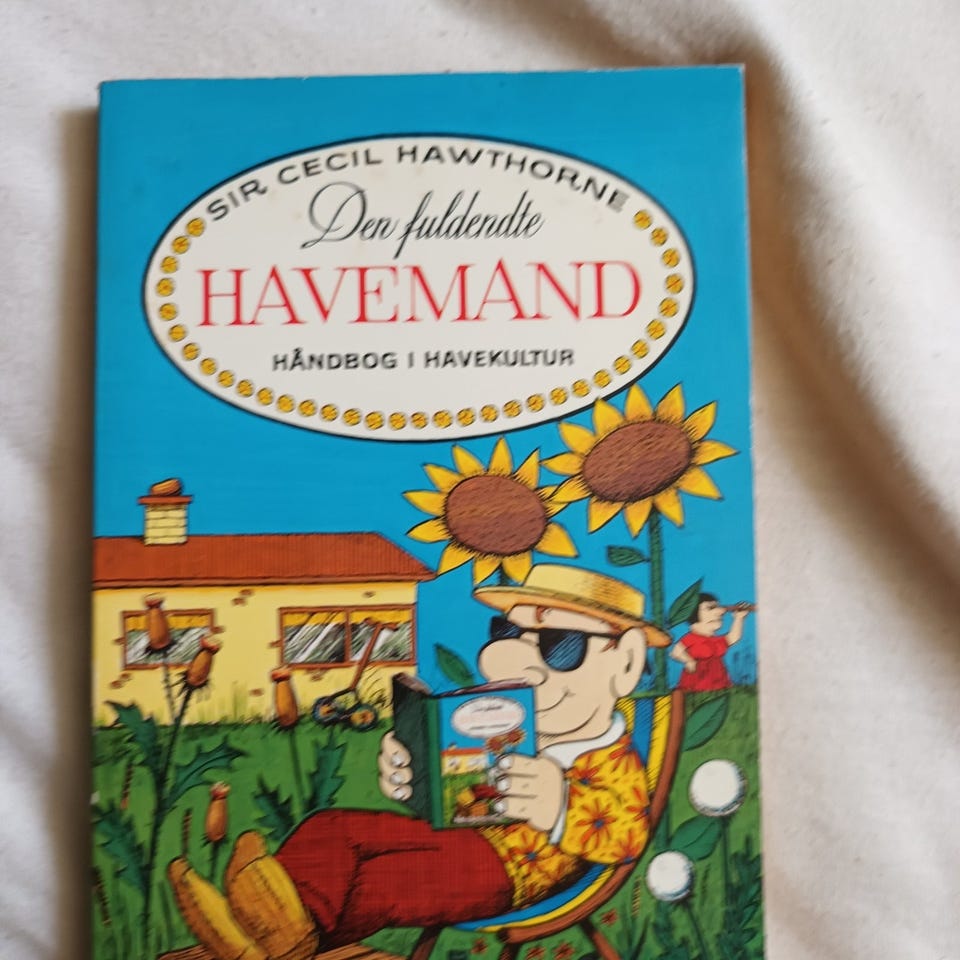 SIR CECIL HAWTHORNE
Den fuldendte
HAVEMAND
HÅNDBOG I HAVEKULTUR